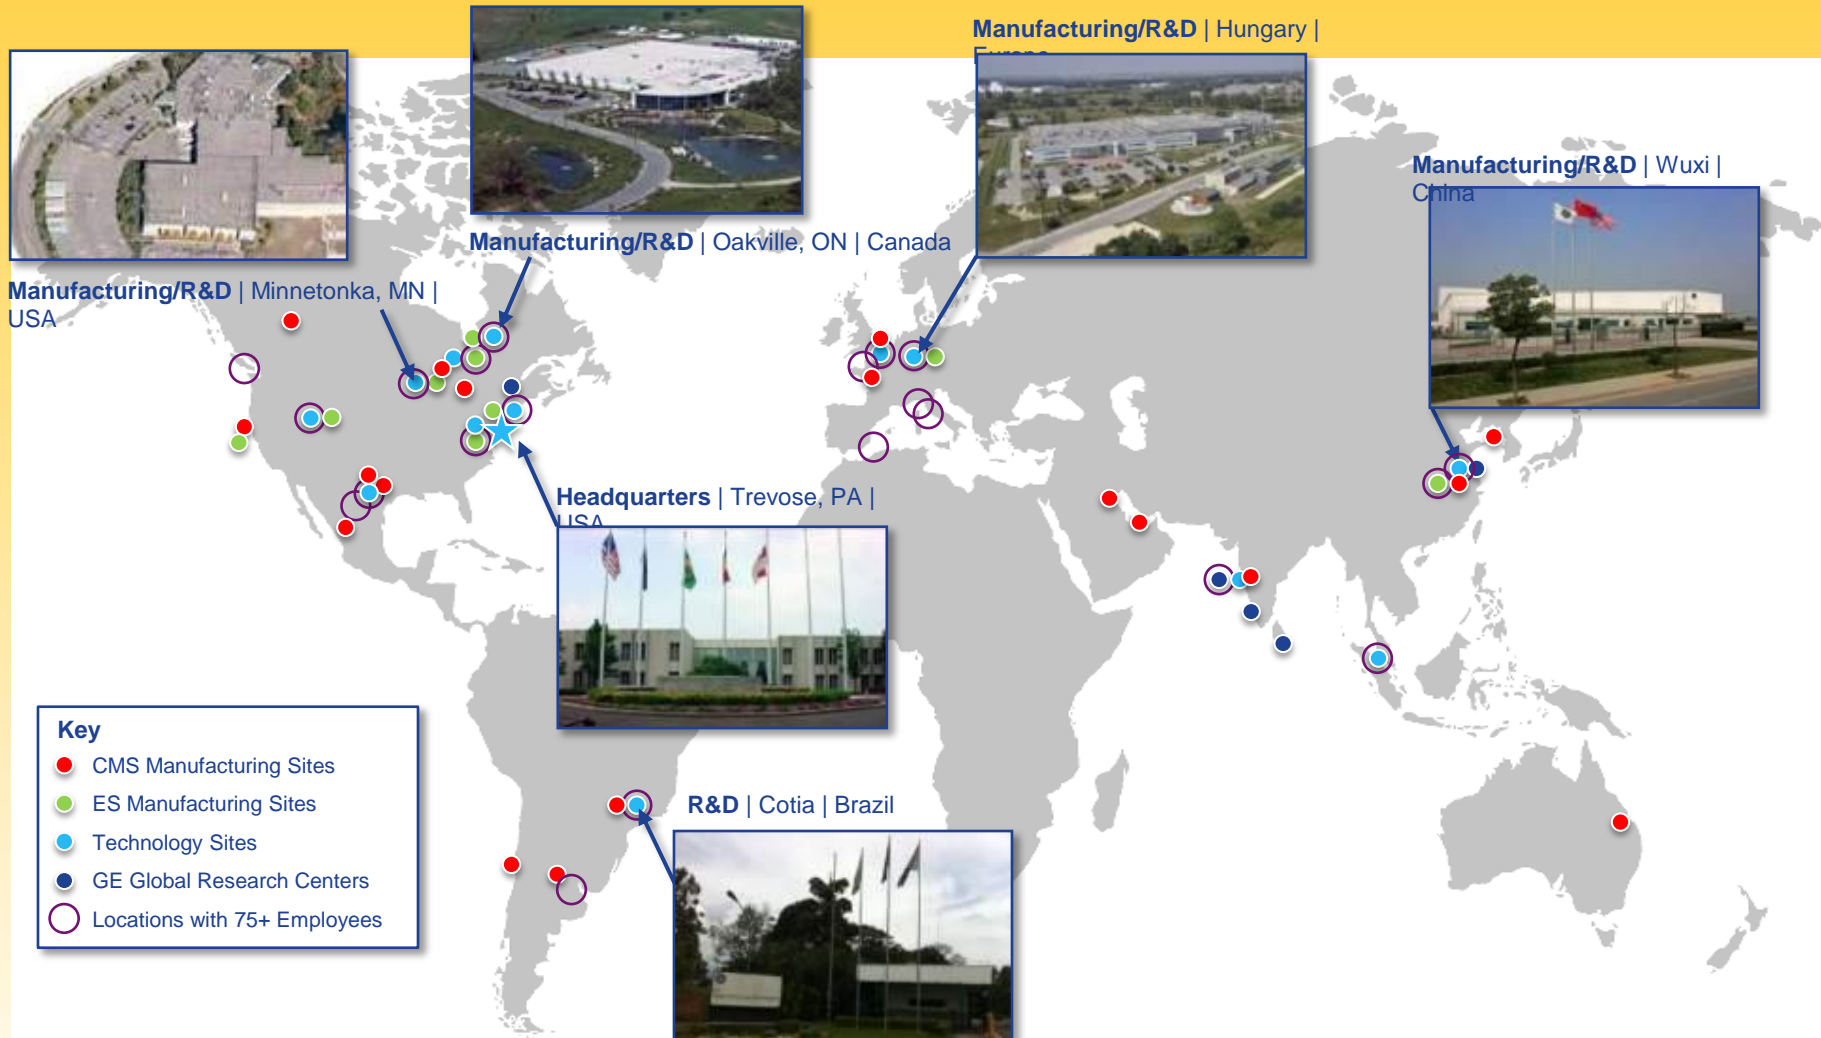 Manufacturing/R&D | Hungary |
Europe
Manufacturing/R&D | Wuxi |
China
Manufacturing/R&D | Oakville, ON | Canada
Manufacturing/R&D | Minnetonka, MN |
USA
Headquarters | Trevose, PA |
USA
R&D | Cotia | Brazil
Key
CMS Manufacturing Sites
ES Manufacturing Sites
Technology Sites
GE Global Research Centers
Locations with 75+ Employees